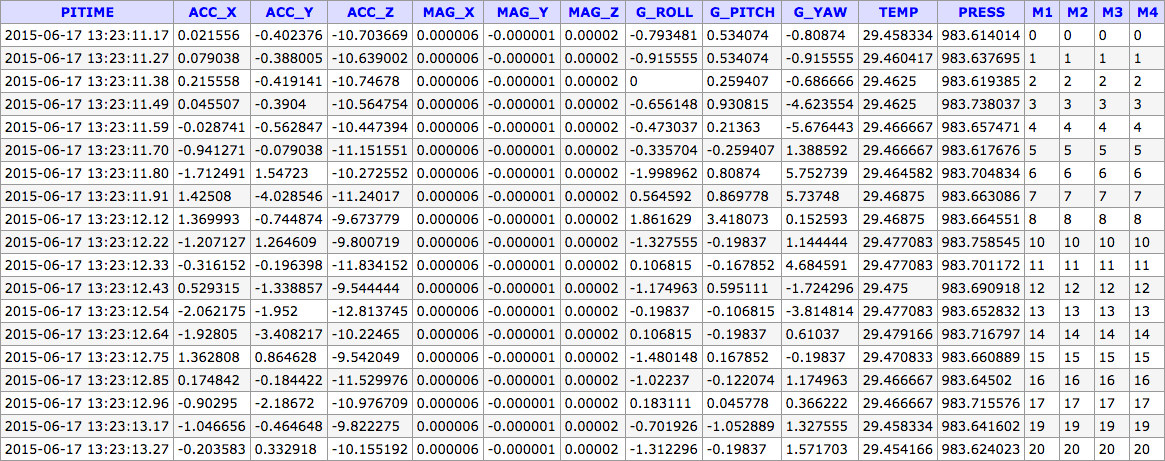 PITIME ACC_X ACC_Y ACC_Z MAG_X MAG_Y MAG_Z G_ROLL G_PITCH G_YAW TEMP PRESS M1 M2 M3 M4
2015-06-17 13:23:11.17 0.021556 -0.402376 -10.703669 0.000006 -0.000001 0.00002 -0.793481 0.534074 -0.80874 29.458334 983.614014 0 0 0 0
2015-06-17 13:23:11.27 0.079038 -0.388005 -10.639002 0.000006 -0.000001 0.00002 -0.915555 0.534074 -0.915555 29.460417 983.637695 1 1 1 1
2015-06-17 13:23:11.38 0.215558 -0.419141 -10.74678 0.000006 -0.000001 0.00002 0 0.259407 -0.686666 29.4625 983.619385 2 2 2 2
2015-06-17 13:23:11.49 0.045507 -0.3904 -10.564754 0.000006 -0.000001 0.00002 -0.656148 0.930815 -4.623554 29.4625 983.738037 3 3 3 3
2015-06-17 13:23:11.59 -0.028741 -0.562847 -10.447394 0.000006 -0.000001 0.00002 -0.473037 0.21363 -5.676443 29.466667 983.657471 4 4 4 4
2015-06-17 13:23:11.70 -0.941271 -0.079038 -11.151551 0.000006 -0.000001 0.00002 -0.335704 -0.259407 1.388592 29.466667 983.617676 5 5 5 5
2015-06-17 13:23:11.80 -1.712491 1.54723 -10.272552 0.000006 -0.000001 0.00002 -1.998962 0.80874 5.752739 29.464582 983.704834 6 6 6 6
2015-06-17 13:23:11.91 1.42508 -4.028546 -11.24017 0.000006 -0.000001 0.00002 0.564592 0.869778 5.73748 29.46875 983.663086 7 7 7 7
2015-06-17 13:23:12.12 1.369993 -0.744874 -9.673779 0.000006 -0.000001 0.00002 1.861629 3.418073 0.152593 29.46875 983.664551 8 8 8 8
2015-06-17 13:23:12.22 -1.207127 1.264609 -9.800719 0.000006 -0.000001 0.00002 -1.327555 -0.19837 1.144444 29.477083 983.758545 10 10 10 10
2015-06-17 13:23:12.33 -0.316152 -0.196398 -11.834152 0.000006 -0.000001 0.00002 0.106815 -0.167852 4.684591 29.477083 983.701172 11 11 11 11
2015-06-17 13:23:12.43 0.529315 -1.338857 -9.544444 0.000006 -0.000001 0.00002 -1.174963 0.595111 -1.724296 29.475 983.690918 12 12 12 12
2015-06-17 13:23:12.54 -2.062175 -1.952 -12.813745 0.000006 -0.000001 0.00002 -0.19837 -0.106815 -3.814814 29.477083 983.652832 13 13 13 13
2015-06-17 13:23:12.64 -1.92805 -3.408217 -10.22465 0.000006 -0.000001 0.00002 0.106815 -0.19837 0.61037 29.479166 983.716797 14 14 14 14
2015-06-17 13:23:12.75 1.362808 0.864628 -9.542049 0.000006 -0.000001 0.00002 -1.480148 0.167852 -0.19837 29.470833 983.660889 15 15 15 15
2015-06-17 13:23:12.85 0.174842 -0.184422 -11.529976 0.000006 -0.000001 0.00002 -1.02237 -0.122074 1.174963 29.466667 983.64502 16 16 16 16
2015-06-17 13:23:12.96 -0.90295 -2.18672 -10.976709 0.000006 -0.000001 0.00002 0.183111 0.045778 0.366222 29.466667 983.715576 17 17 17 17
2015-06-17 13:23:13.17 -1.046656 -0.464648 -9.822275 0.000006 -0.000001 0.00002 -0.701926 -1.052889 1.327555 29.458334 983.641602 19 19 19 19
2015-06-17 13:23:13.27 -0.203583 0.332918 -10.155192 0.000006 -0.000001 0.00002 -1.312296 -0.19837 1.571703 29.454166 983.624023 20 20 20 20